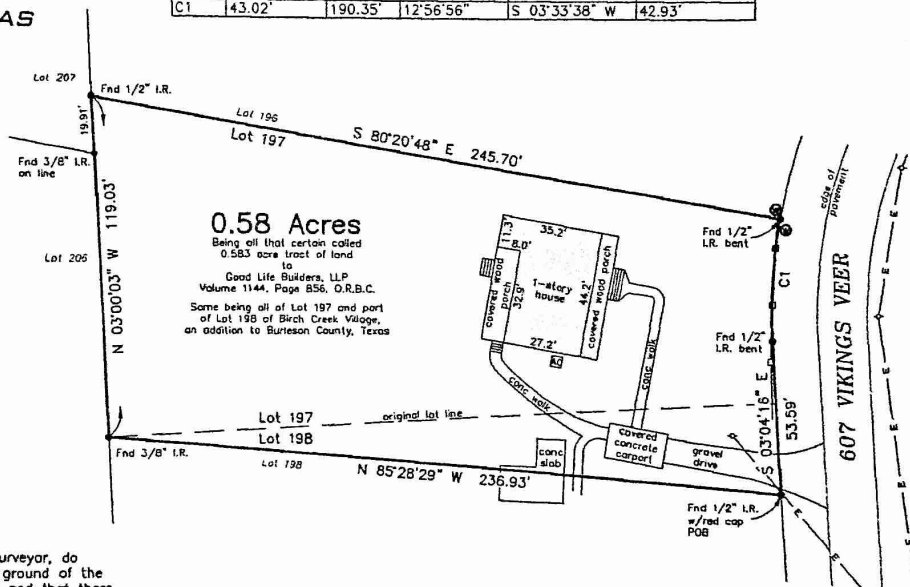 AS
C1 43.02' 190.35' 12°56'56" S 03°33'38" W 42.93'
Lot 207
Fnd 1/2" I.R.
19.91'
Lot 196
Lot 197
S 80°20'48" E 245.70'
Fnd 3/8" I.R.
on line
N 03°00'03" W 119.03'
Lot 206
0.58 Acres
Being all that certain called
0.583 acre tract of land
to
Good Life Builders, LLP
Volume 1144, Page 856, O.R.B.C.
Same being all of Lot 197 and part
of Lot 198 of Birch Creek Village,
an addition to Burleson County, Texas
11.3'
35.2'
8.0'
covered wood
porch
32.9'
1-story
house
44.2'
covered wood porch
27.2'
AC
conc walk
conc walk
Fnd 1/2"
I.R. bent
C1
Fnd 1/2"
I.R. bent
edge of
pavement
607 VIKINGS VEER
S 03°04'16" E
53.59'
Lot 197
original lot line
Lot 198
Fnd 3/8" I.R.
Lot 198
N 85°28'29" W 236.93'
conc
slab
covered
concrete
carport
gravel
drive
Fnd 1/2" I.R.
w/red cap
POB
E
E
E
E
E
E
E
E
urveyor, do
ground of the